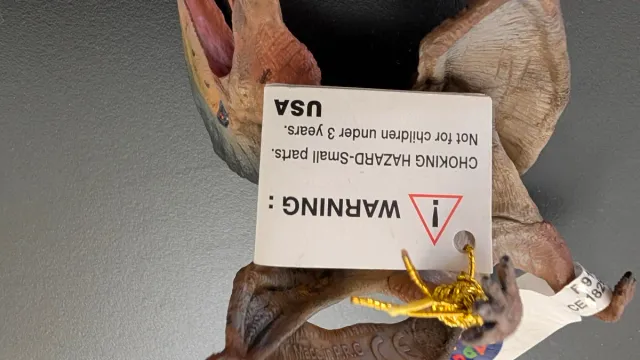 WARNING :
CHOKING HAZARD-Small parts.
Not for children under 3 years.
USA